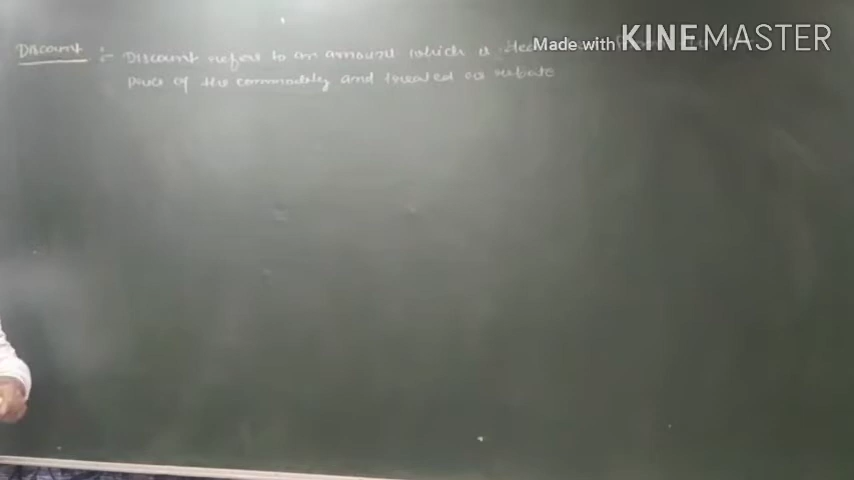 Discount :- Discount refers to an amount which is
Made with KINEMASTER
price of the commodity and treated as rebate